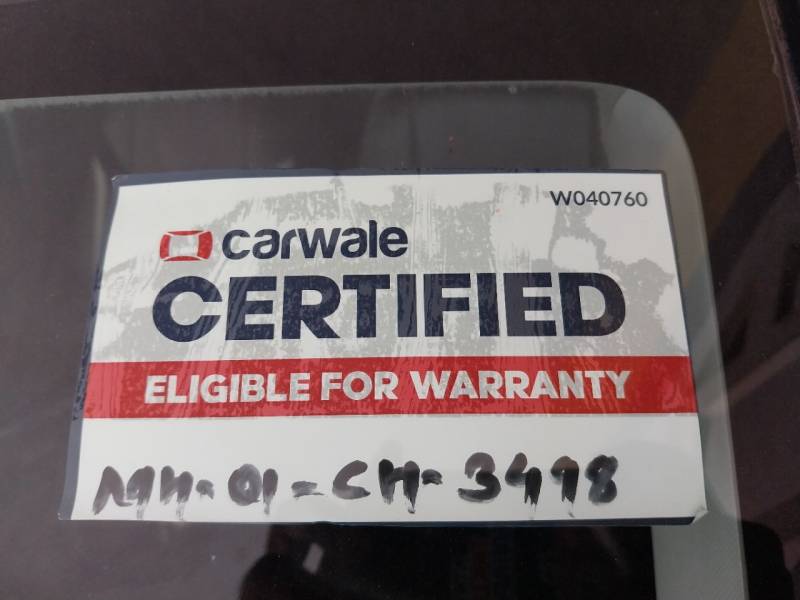 W040760
carwale
CERTIFIED
ELIGIBLE FOR WARRANTY
MH-01-CH-3498